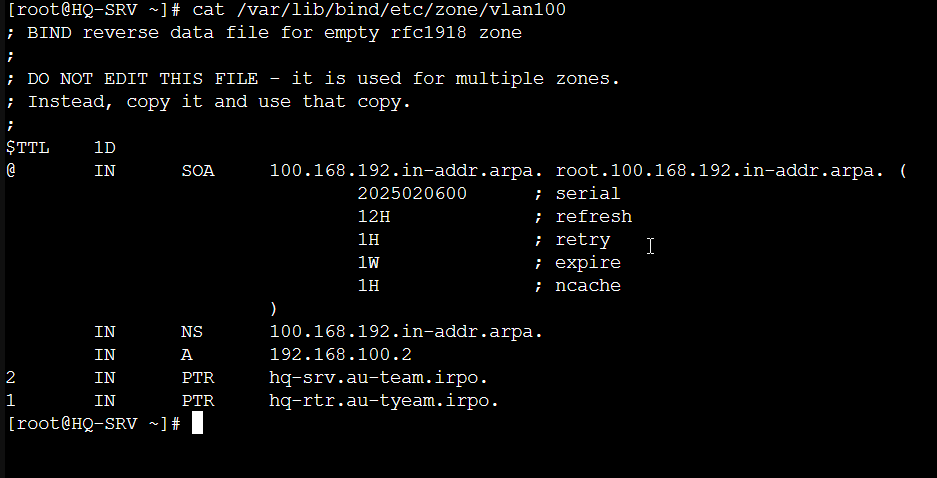 [root@HQ-SRV ~]# cat /var/lib/bind/etc/zone/vlan100
; BIND reverse data file for empty rfc1918 zone
;
; DO NOT EDIT THIS FILE - it is used for multiple zones.
; Instead, copy it and use that copy.
;
$TTL    1D
@       IN      SOA     100.168.192.in-addr.arpa. root.100.168.192.in-addr.arpa. (
                                2025020600      ; serial
                                12H             ; refresh
                                1H              ; retry
                                1W              ; expire
                                1H              ; ncache
                        )
        IN      NS      100.168.192.in-addr.arpa.
        IN      A       192.168.100.2
2       IN      PTR     hq-srv.au-team.irpo.
1       IN      PTR     hq-rtr.au-tyeam.irpo.
[root@HQ-SRV ~]#